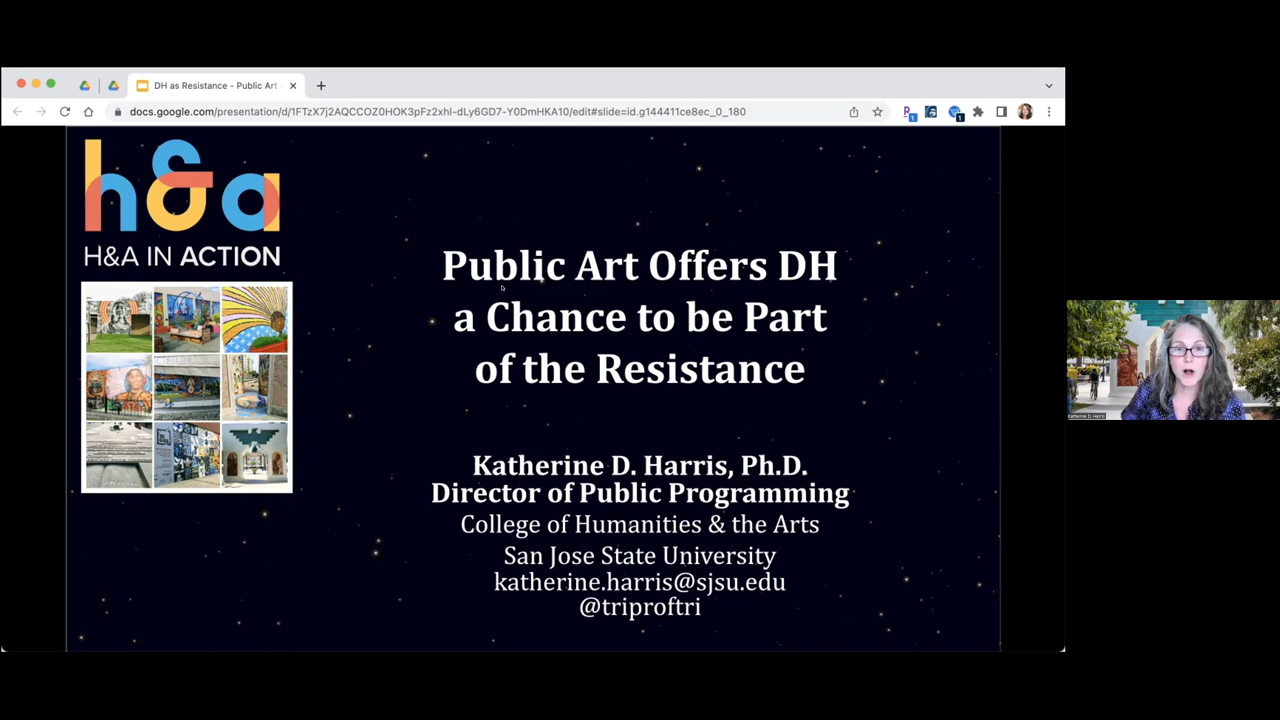 DH as Resistance - Public Art
docs.google.com/presentation/d/1FTzX7j2AQCCOZ0HOK3pFz2xhl-dLy6GD7-Y0DmHKA10/edit#slide=id.g144411ce8ec_0_180
h&a
H&A IN ACTION
Public Art Offers DH
a Chance to be Part
of the Resistance
Katherine D. Harris, Ph.D.
Director of Public Programming
College of Humanities & the Arts
San Jose State University
katherine.harris@sjsu.edu
@triproftri
Katherine D. Harris